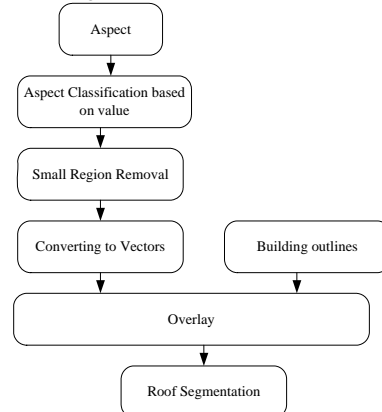 Aspect
Aspect Classification based
on value
Small Region Removal
Converting to Vectors
Building outlines
Overlay
Roof Segmentation